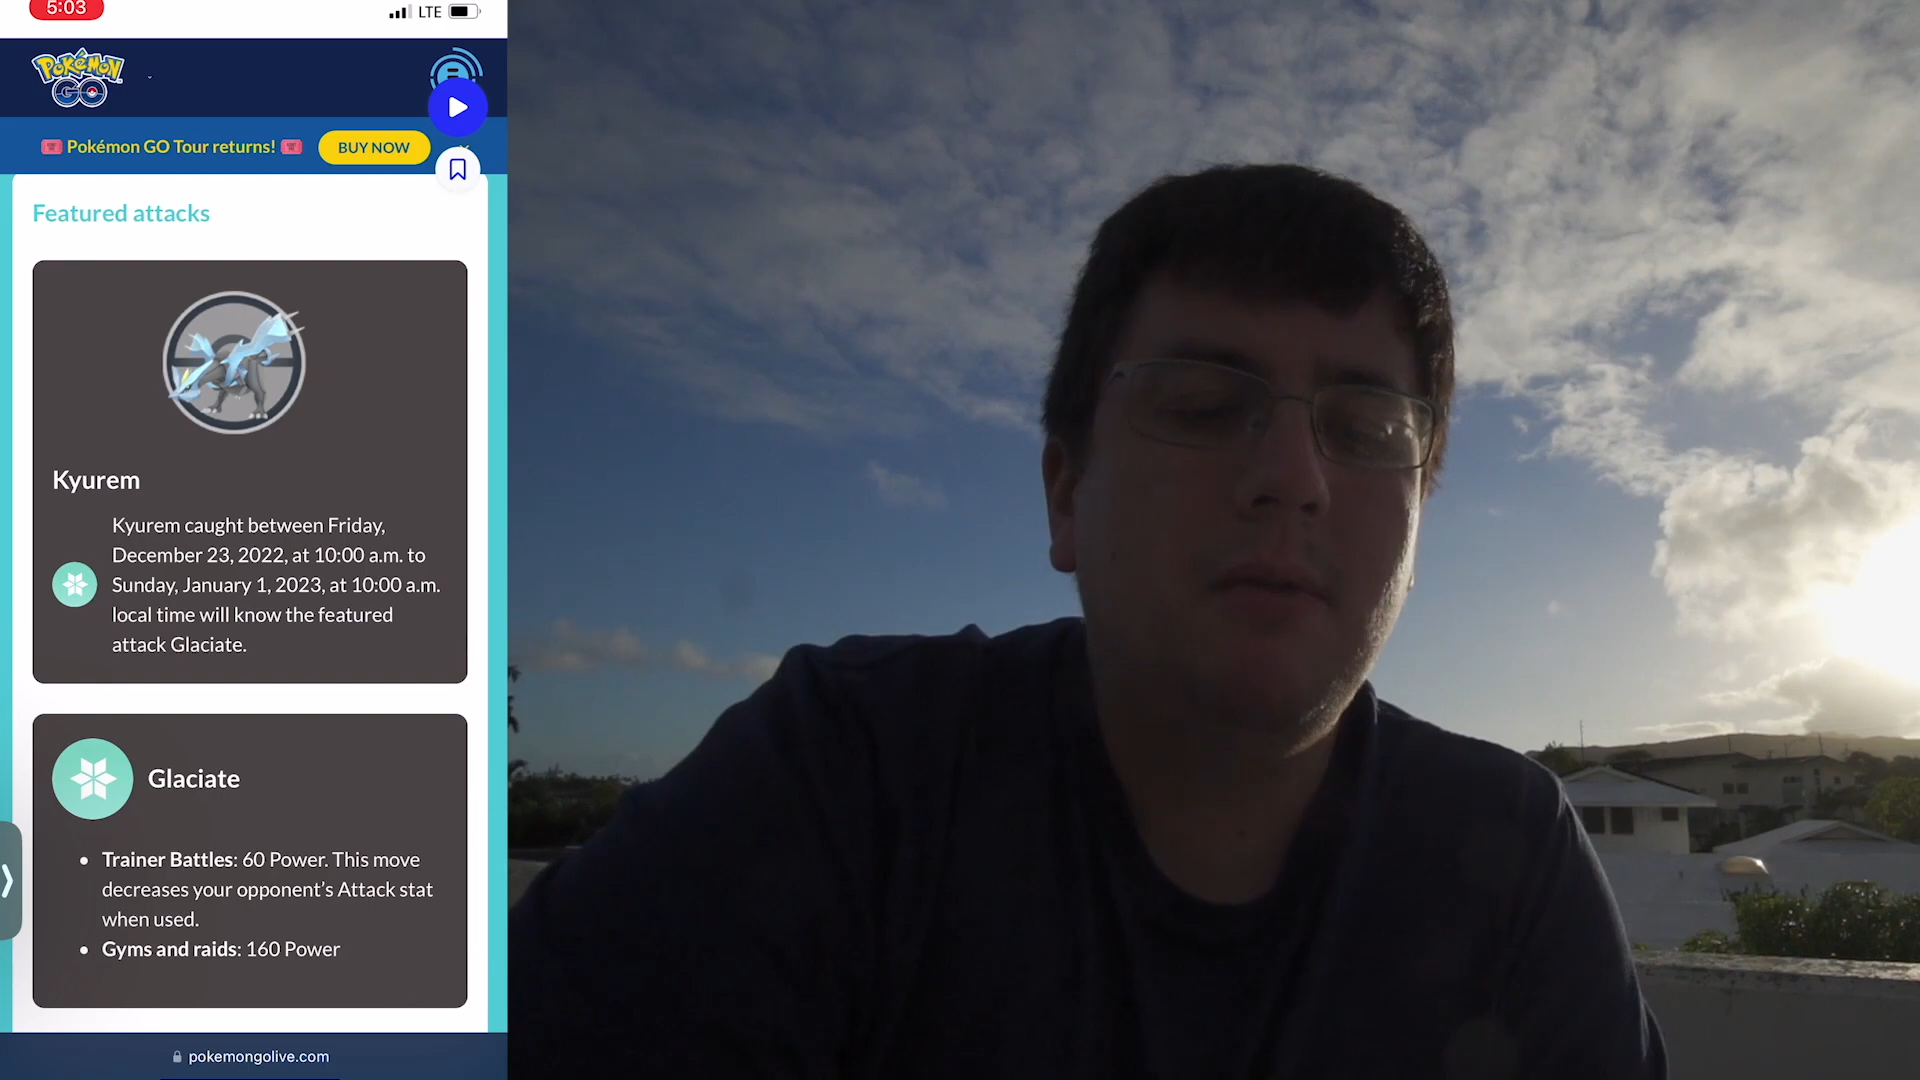 5:03
LTE
POKéMON
GO
Pokémon GO Tour returns!
BUY NOW
Featured attacks
Kyurem
Kyurem caught between Friday,
December 23, 2022, at 10:00 a.m. to
Sunday, January 1, 2023, at 10:00 a.m.
local time will know the featured
attack Glaciate.
Glaciate
• Trainer Battles: 60 Power. This move
decreases your opponent’s Attack stat
when used.
• Gyms and raids: 160 Power
pokemongolive.com